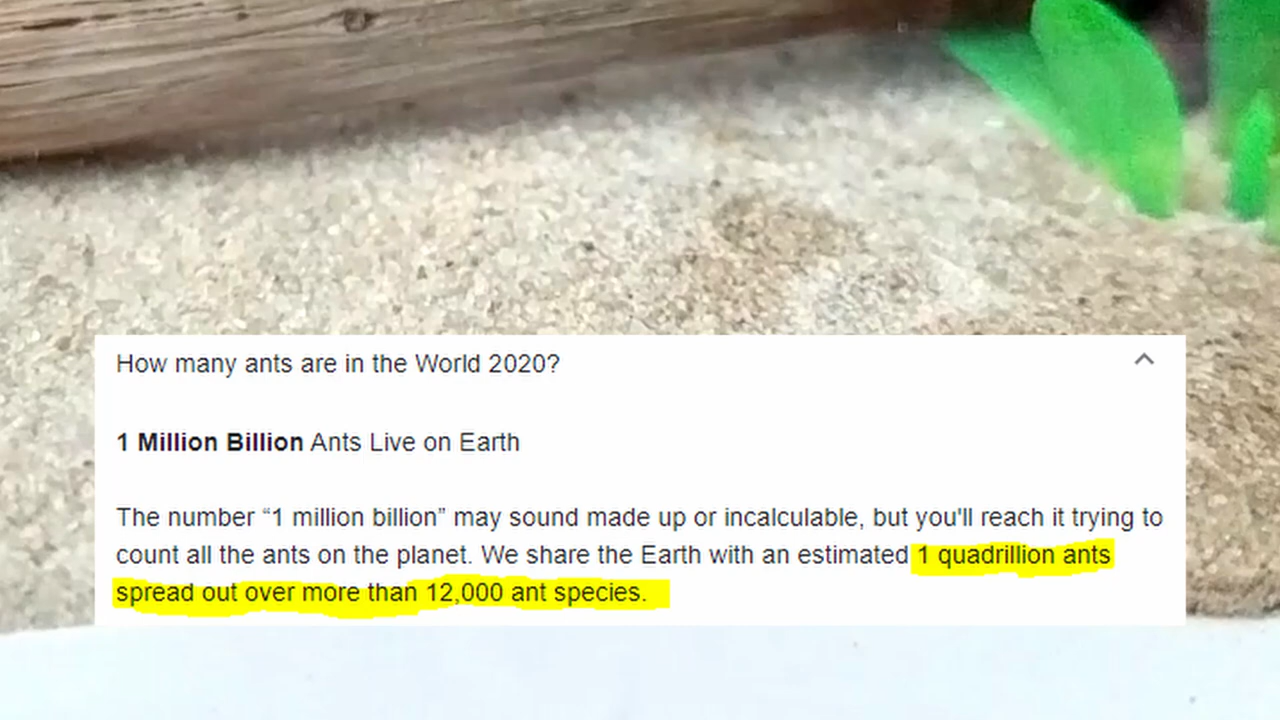 How many ants are in the World 2020?
1 Million Billion Ants Live on Earth
The number “1 million billion” may sound made up or incalculable, but you'll reach it trying to
count all the ants on the planet. We share the Earth with an estimated 1 quadrillion ants
spread out over more than 12,000 ant species.